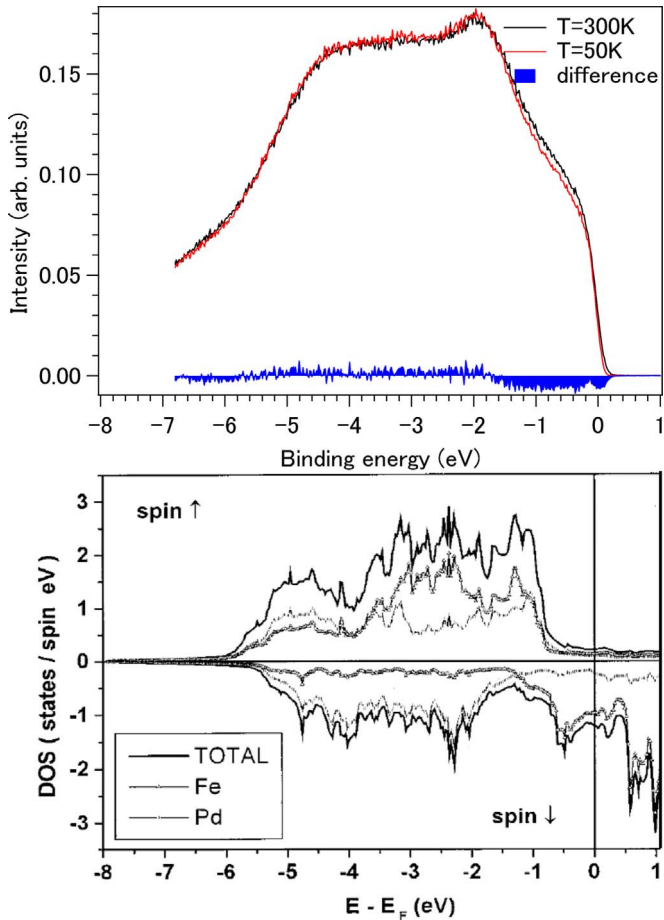 T=300K
T=50K
difference
0.15
0.10
0.05
0.00
Intensity (arb. units)
−8 −7 −6 −5 −4 −3 −2 −1 0 1
Binding energy (eV)
spin ↑
3
2
1
0
-1
-2
-3
DOS ( states / spin eV)
TOTAL
Fe
Pd
spin ↓
-8 -7 -6 -5 -4 -3 -2 -1 0 1
E - E_F (eV)